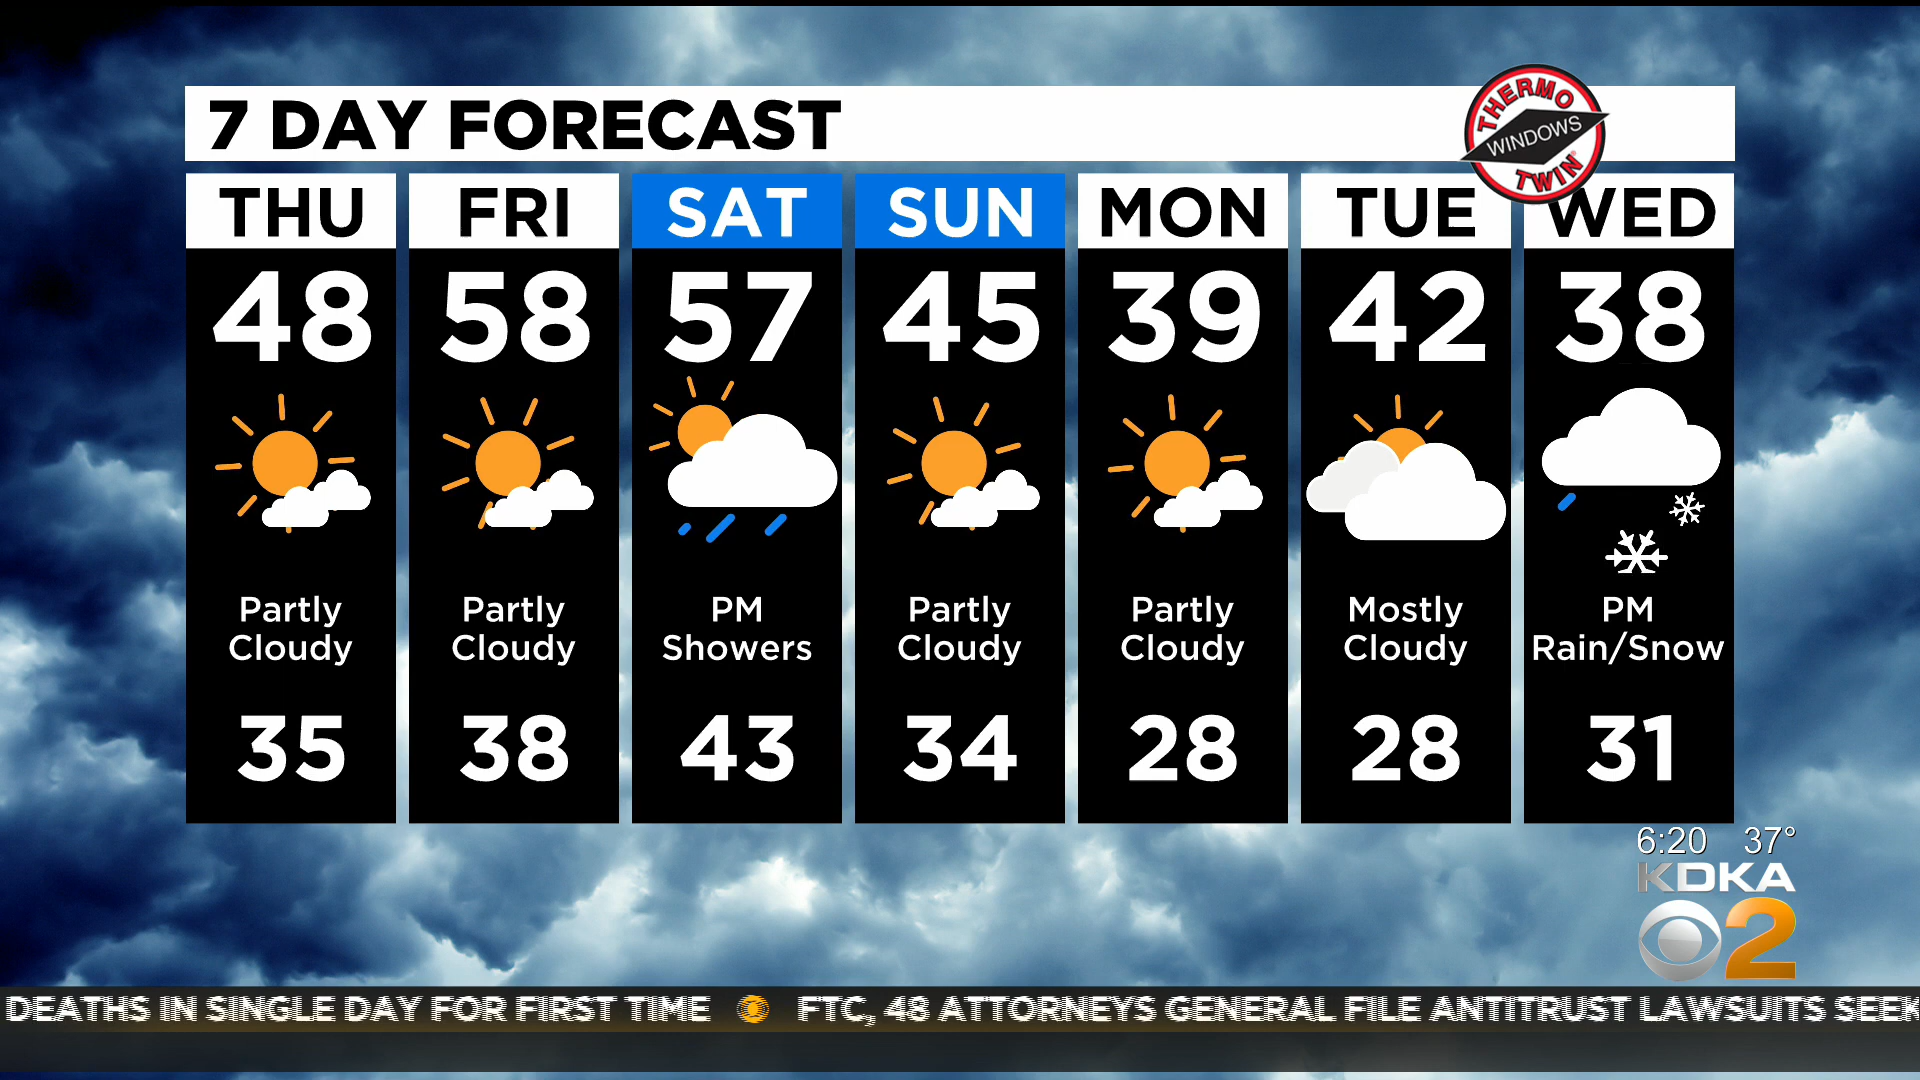 7 DAY FORECAST
THERMO
WINDOWS
TWIN
THU FRI SAT SUN MON TUE WED
48 58 57 45 39 42 38
Partly Partly PM Partly Partly Mostly PM
Cloudy Cloudy Showers Cloudy Cloudy Cloudy Rain/Snow
35 38 43 34 28 28 31
6:20 37°
KDKA
2
DEATHS IN SINGLE DAY FOR FIRST TIME FTC, 48 ATTORNEYS GENERAL FILE ANTITRUST LAWSUITS SEEK